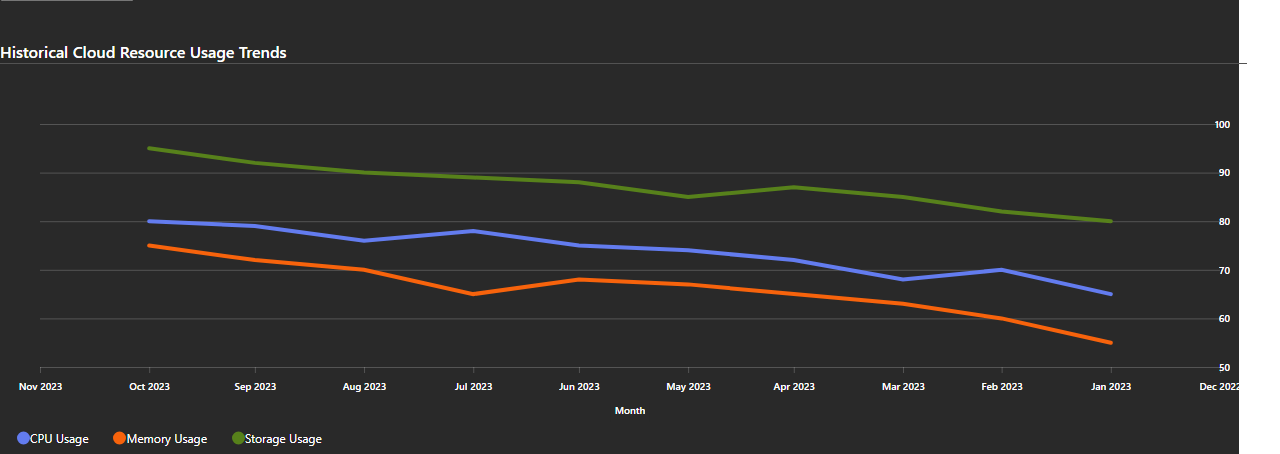 Historical Cloud Resource Usage Trends
100
90
80
70
60
50
Nov 2023 Oct 2023 Sep 2023 Aug 2023 Jul 2023 Jun 2023 May 2023 Apr 2023 Mar 2023 Feb 2023 Jan 2023 Dec 2022
Month
CPU Usage Memory Usage Storage Usage